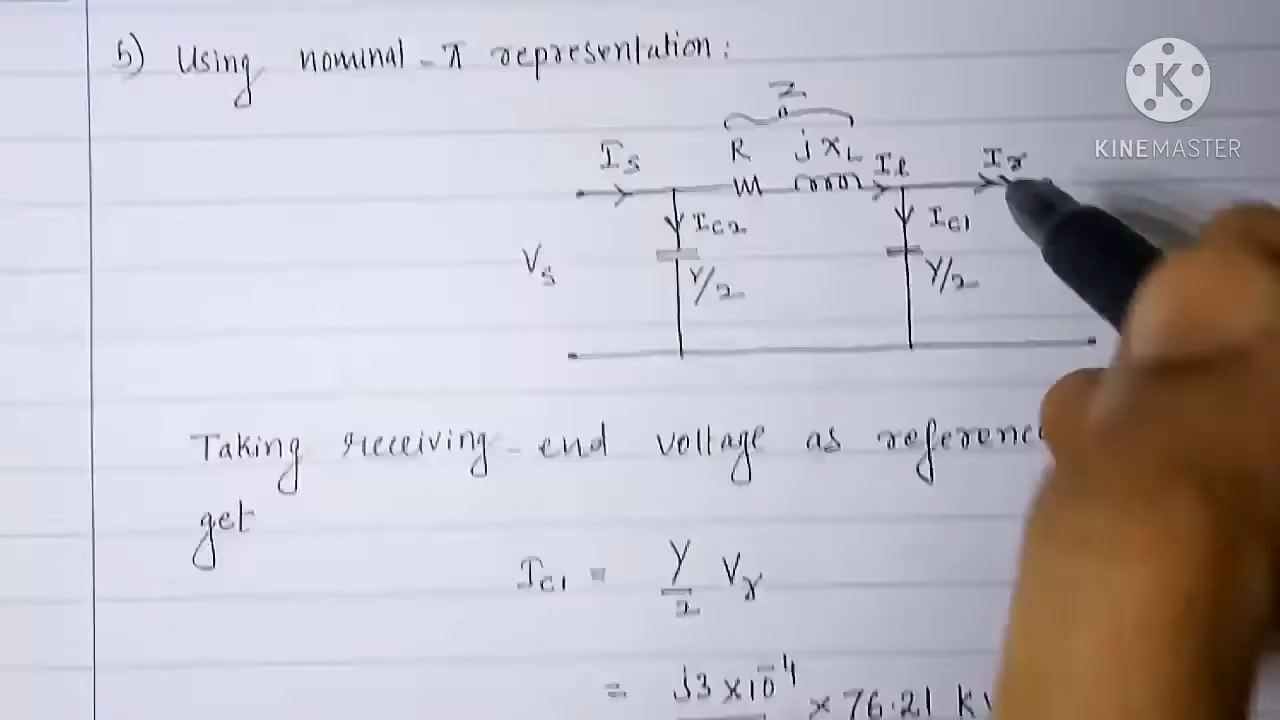 5) Using nominal - π representation:
K
KINEMASTER
Z
R jXL
Is Il Ir
Ic2 Ic1
Vs Y/2 Y/2
Taking receiving-end voltage as
get
Ic1 = Y/2 Vr
= j3 × 10⁻⁴ × 76.21